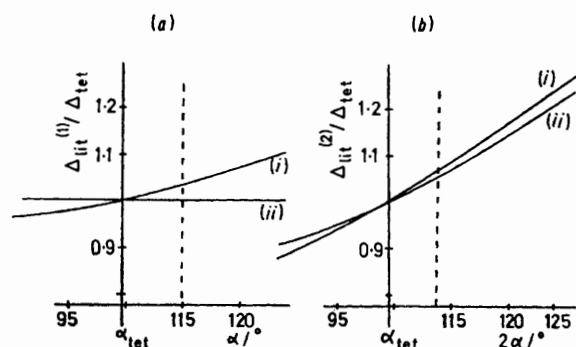 (a)
Δ_lit^(1)/Δ_tet
1·2
1·1
0·9
(i)
(ii)
95
α_tet
115
α/°
120
(b)
Δ_lit^(2)/Δ_tet
1·2
1·1
0·9
(i)
(ii)
95
α_tet
115
120
2α/°
125